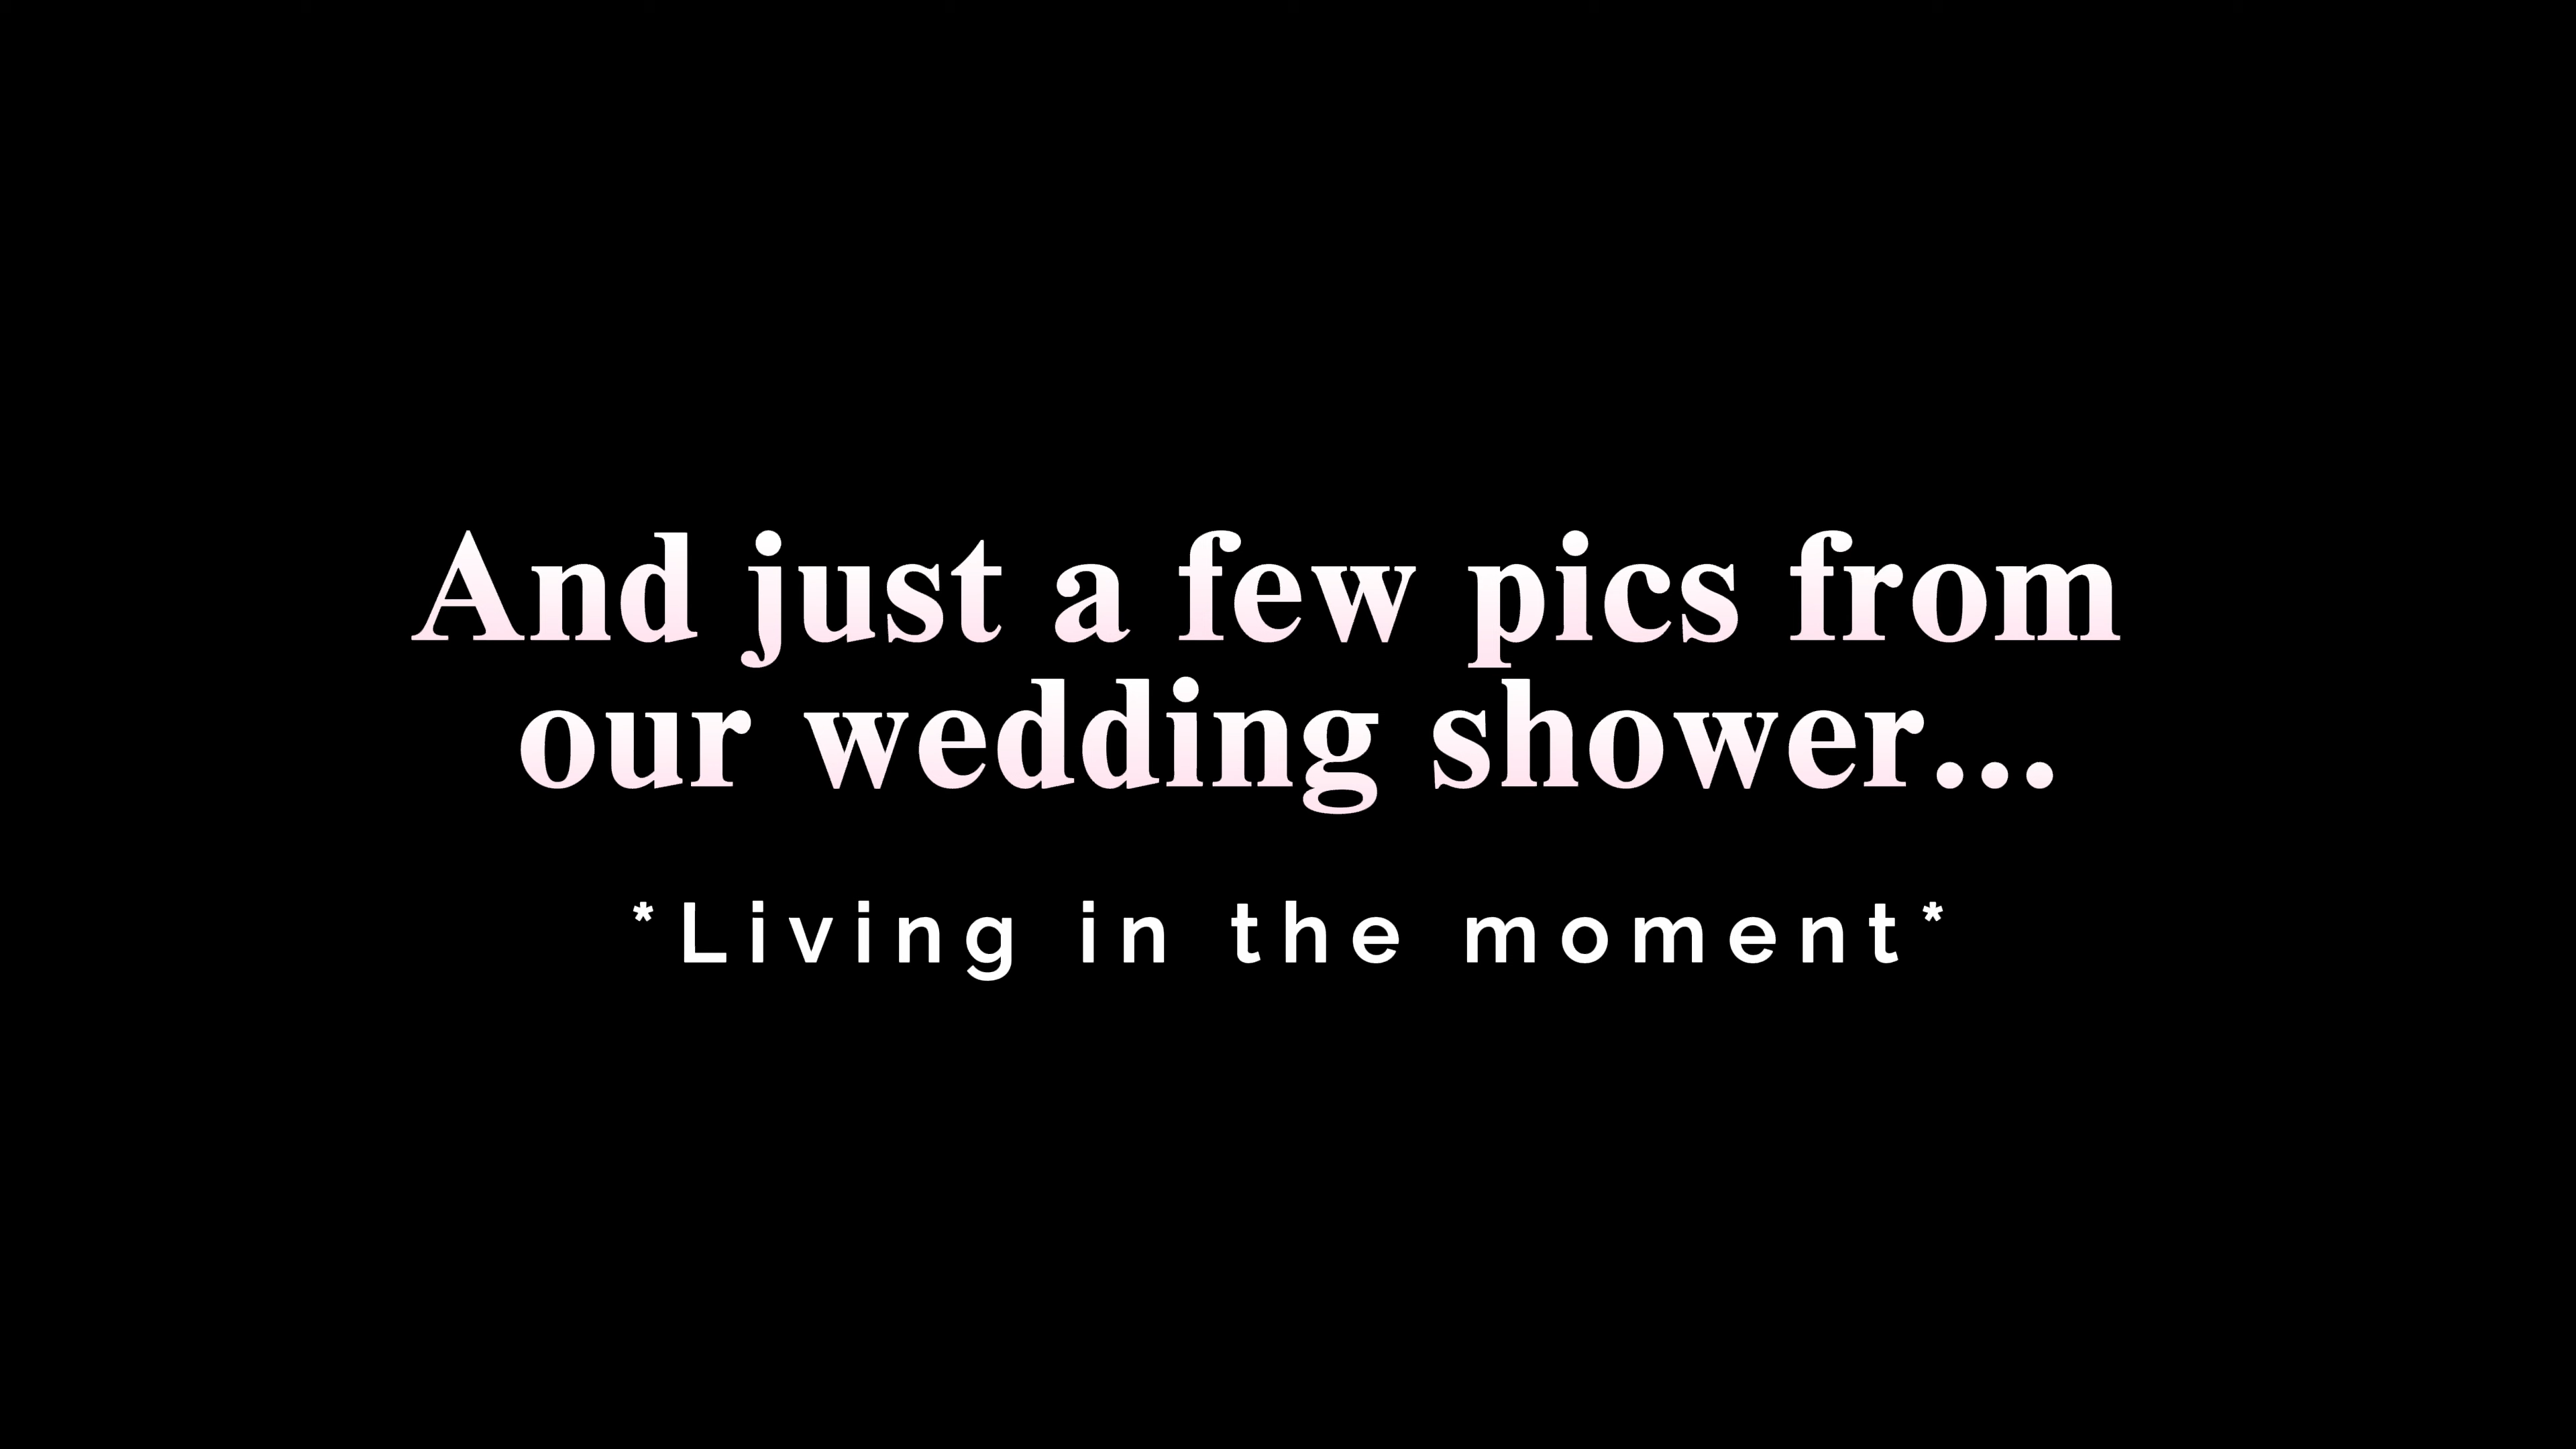 And just a few pics from
our wedding shower...
*Living in the moment*